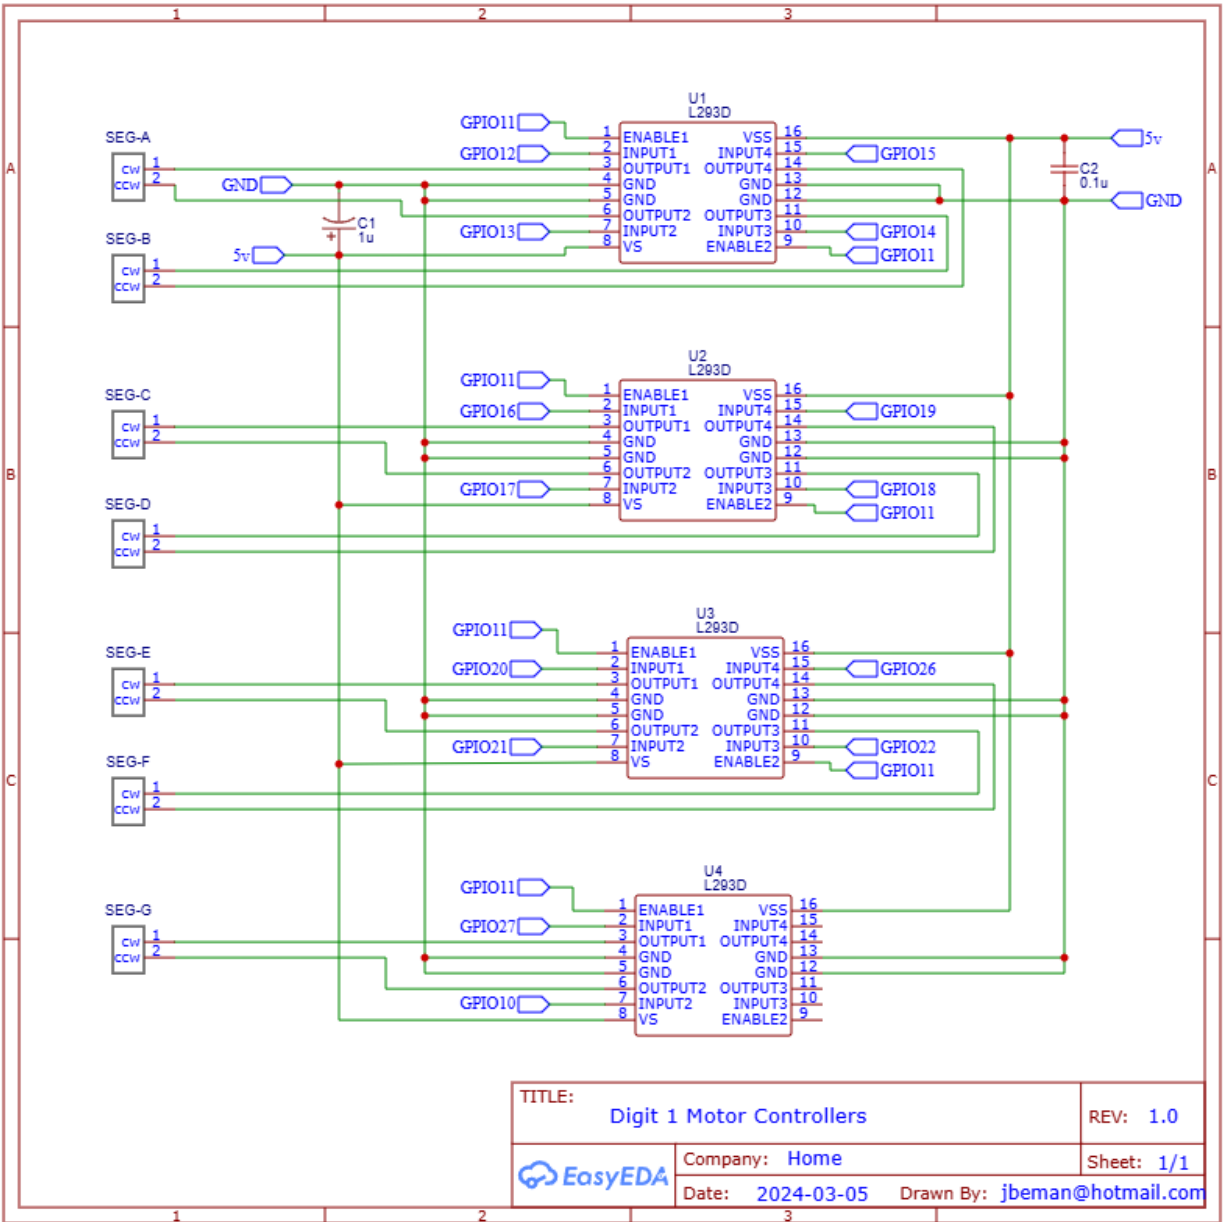 1 2 3
A
B
C
A
B
C
U1
L293D
GPIO11 1 ENABLE1 VSS 16 5v
GPIO12 2 INPUT1 INPUT4 15 GPIO15
SEG-A
CW 1 3 OUTPUT1 OUTPUT4 14
CCW 2 GND 4 GND GND 13
C2
0.1u
5 GND GND 12 GND
6 OUTPUT2 OUTPUT3 11
C1
1u
+
GPIO13 7 INPUT2 INPUT3 10 GPIO14
5v 8 VS ENABLE2 9 GPIO11
SEG-B
CW 1
CCW 2
U2
L293D
GPIO11 1 ENABLE1 VSS 16
GPIO16 2 INPUT1 INPUT4 15 GPIO19
SEG-C
CW 1 3 OUTPUT1 OUTPUT4 14
CCW 2 4 GND GND 13
5 GND GND 12
6 OUTPUT2 OUTPUT3 11
GPIO17 7 INPUT2 INPUT3 10 GPIO18
8 VS ENABLE2 9 GPIO11
SEG-D
CW 1
CCW 2
U3
L293D
GPIO11 1 ENABLE1 VSS 16
GPIO20 2 INPUT1 INPUT4 15 GPIO26
SEG-E
CW 1 3 OUTPUT1 OUTPUT4 14
CCW 2 4 GND GND 13
5 GND GND 12
6 OUTPUT2 OUTPUT3 11
GPIO21 7 INPUT2 INPUT3 10 GPIO22
8 VS ENABLE2 9 GPIO11
SEG-F
CW 1
CCW 2
U4
L293D
GPIO11 1 ENABLE1 VSS 16
GPIO27 2 INPUT1 INPUT4 15
SEG-G
CW 1 3 OUTPUT1 OUTPUT4 14
CCW 2 4 GND GND 13
5 GND GND 12
6 OUTPUT2 OUTPUT3 11
GPIO10 7 INPUT2 INPUT3 10
8 VS ENABLE2 9
TITLE:
Digit 1 Motor Controllers
REV: 1.0
EasyEDA
Company: Home
Sheet: 1/1
Date: 2024-03-05 Drawn By: jbeman@hotmail.com
1 2 3